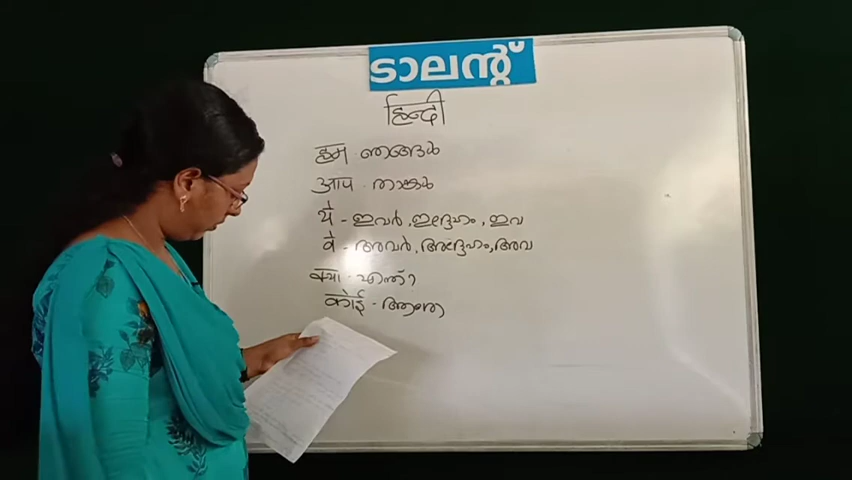 ടാലന്റ്
हिन्दी
हम - ഞങ്ങൾ
आप - താങ്കൾ
ये - ഇവർ, ഇദ്ദേഹം, ഇവ
वे - അവർ, അദ്ദേഹം, അവ
क्या - എന്ത്?
कोई - ആരോ